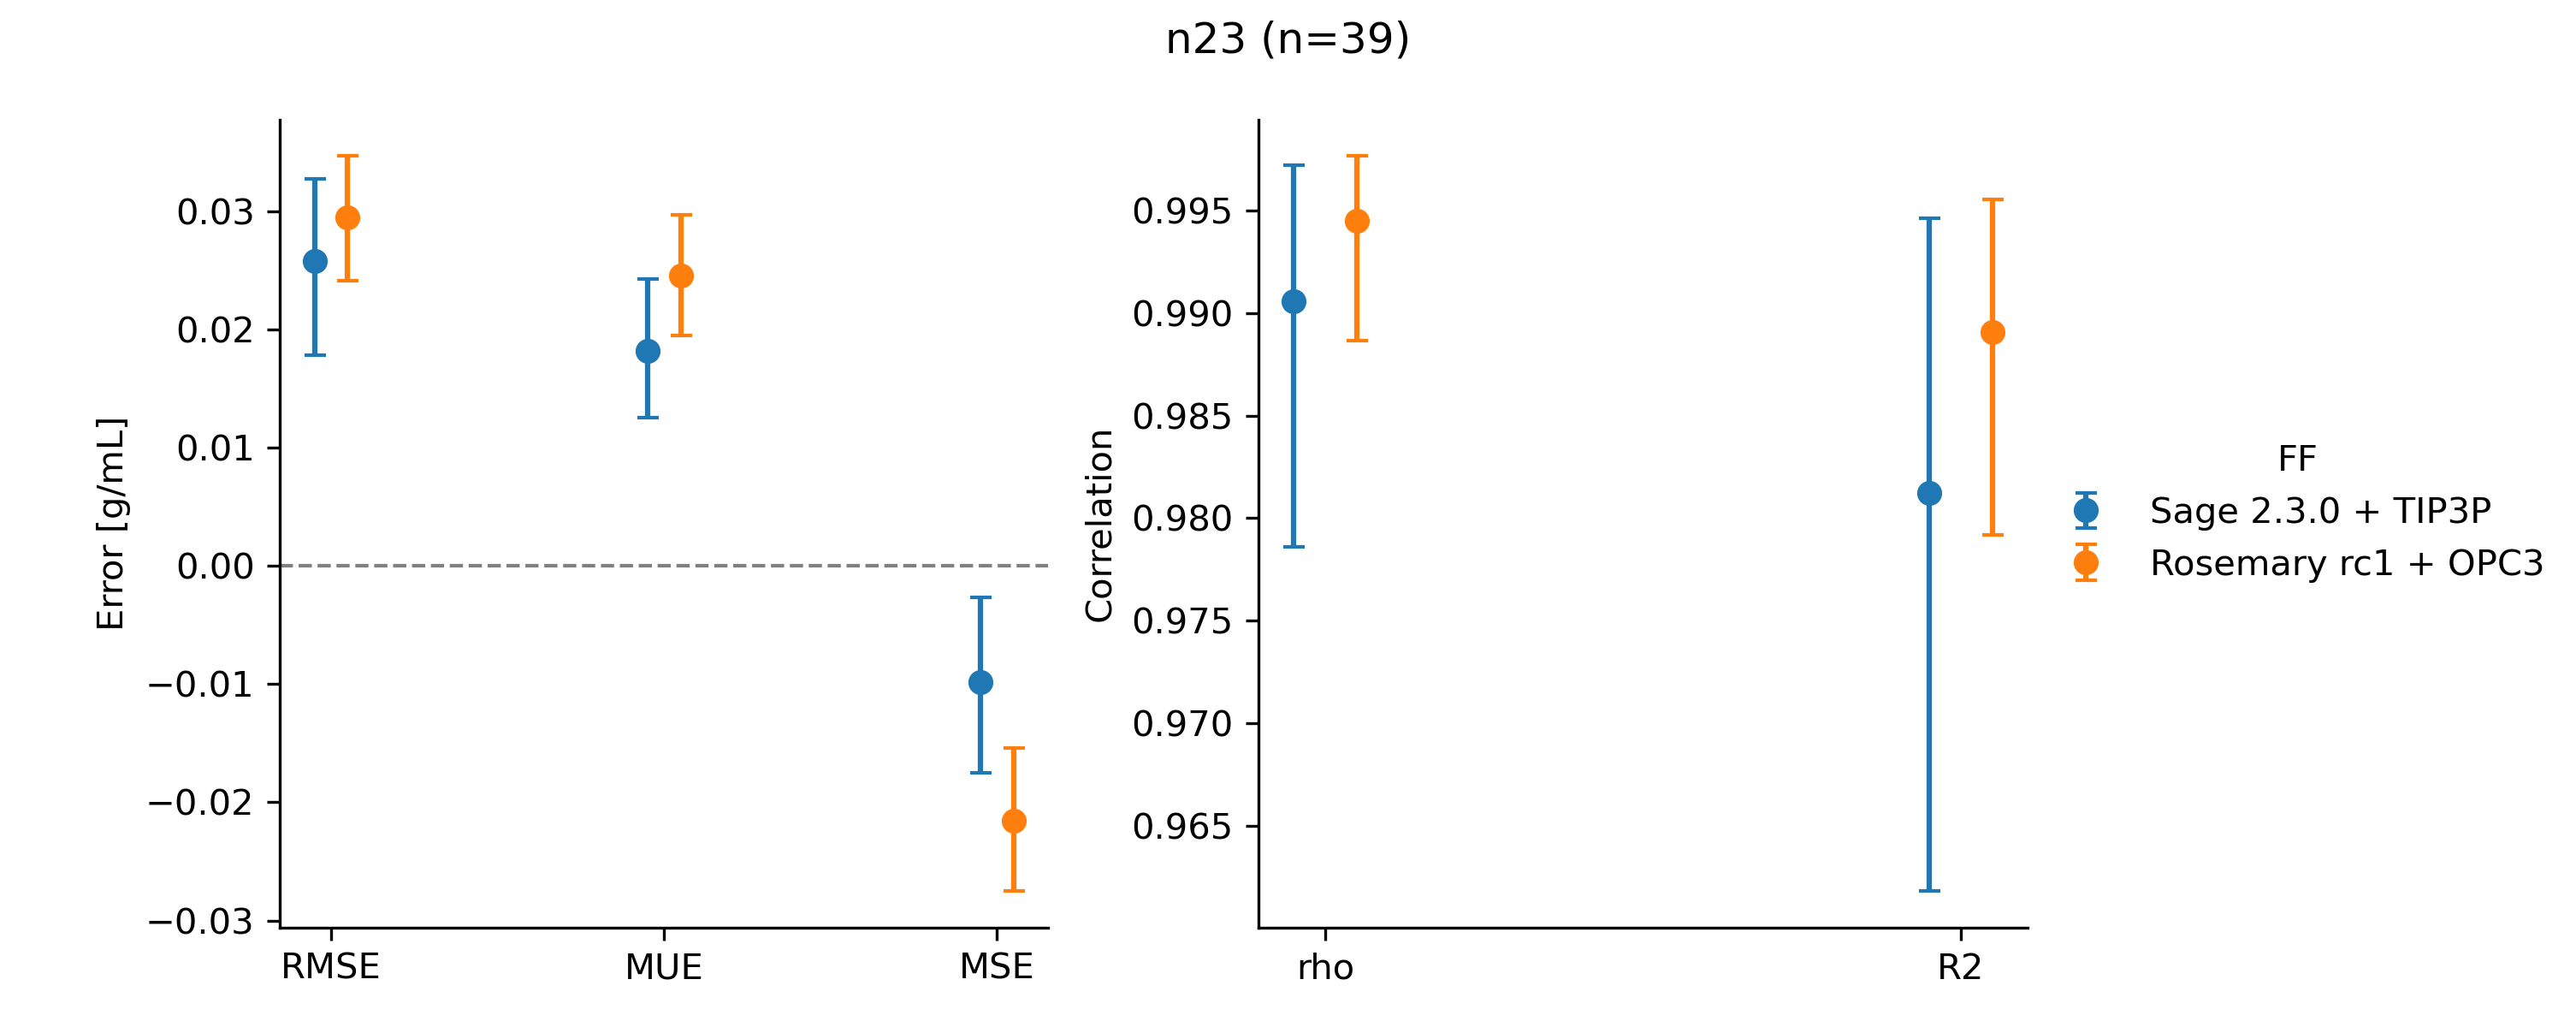 n23 (n=39)
Error [g/mL]
0.03
0.02
0.01
0.00
−0.01
−0.02
−0.03
RMSE
MUE
MSE
Correlation
0.995
0.990
0.985
0.980
0.975
0.970
0.965
rho
R2
FF
Sage 2.3.0 + TIP3P
Rosemary rc1 + OPC3